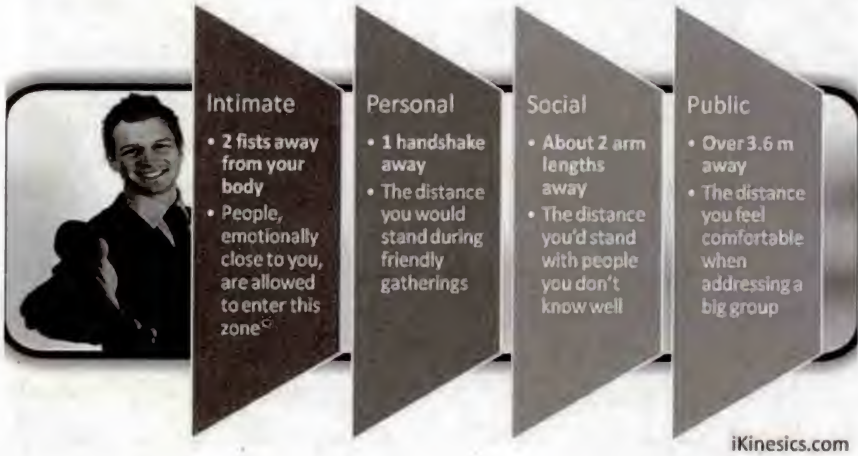 Intimate
• 2 fists away
from your
body
• People,
emotionally
close to you,
are allowed
to enter this
zone
Personal
• 1 handshake
away
• The distance
you would
stand during
friendly
gatherings
Social
• About 2 arm
lengths
away
• The distance
you'd stand
with people
you don't
know well
Public
• Over 3.6 m
away
• The distance
you feel
comfortable
when
addressing a
big group
iKinesics.com